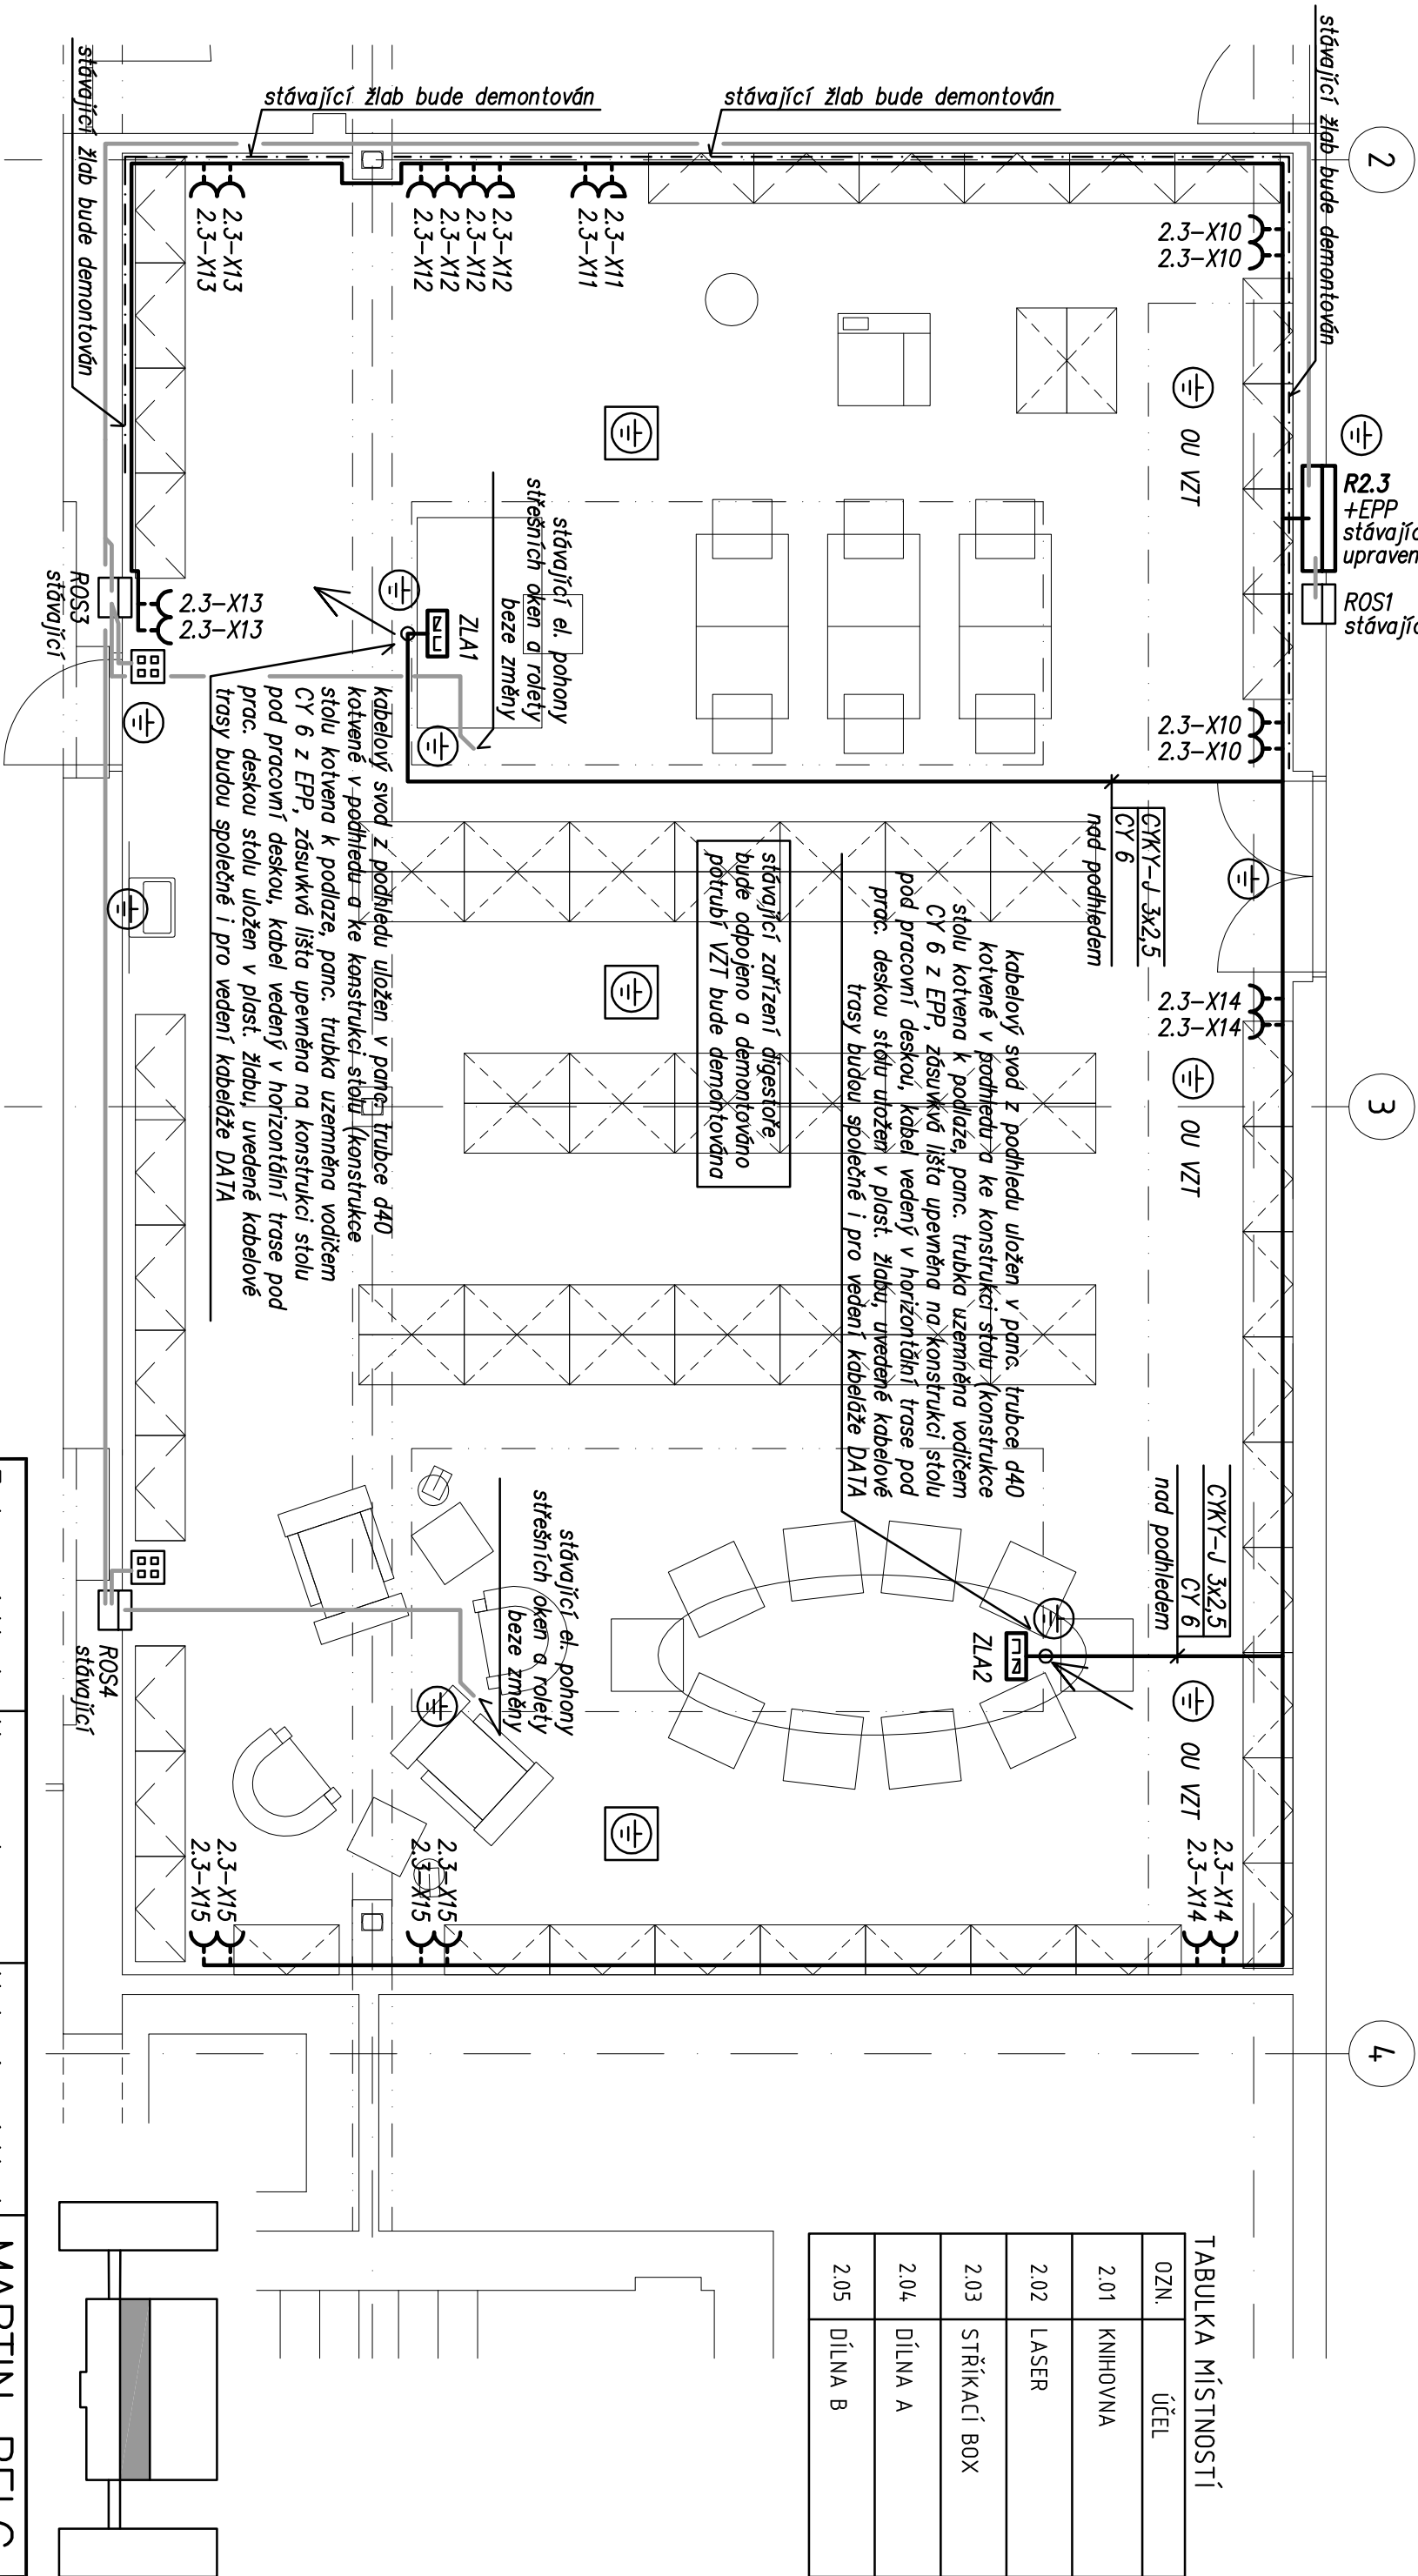 stávající žlab bude demontován
stávající žlab bude demontován
stávající žlab bude demontován
stávající žlab bude demontován
2
3
4
R2.3
+EPP
ROS1
2.3-X10
2.3-X10
2.3-X10
2.3-X10
2.3-X11
2.3-X11
2.3-X12
2.3-X12
2.3-X12
2.3-X12
2.3-X13
2.3-X13
2.3-X13
2.3-X13
2.3-X14
2.3-X14
2.3-X14
2.3-X14
2.3-X15
2.3-X15
2.3-X15
2.3-X15
OU VZT
OU VZT
OU VZT
ROS3
stávající
ROS4
stávající
ZLA1
ZLA2
stávající el. pohony
střešních oken a rolety
beze změny
stávající el. pohony
střešních oken a rolety
beze změny
CYKY-J 3x2,5
CY 6
nad podhledem
CYKY-J 3x2,5
CY 6
nad podhledem
stávající zařízení digestoře
bude odpojeno a demontováno
potrubí VZT bude demontována
kabelový svod z podhledu uložen v panc. trubce d40
kotvené v podhledu a ke konstrukci stolu (konstrukce
stolu kotvena k podlaze, panc. trubka uzemněna vodičem
CY 6 z EPP, zásuvková lišta upevněna na konstrukci stolu
pod pracovní deskou, kabel vedený v horizontální trase pod
prac. deskou stolu uložen v plast. žlabu, uvedené kabelové
trasy budou společné i pro vedení kabeláže DATA
kabelový svod z podhledu uložen v panc. trubce d40
kotvené v podhledu a ke konstrukci stolu (konstrukce
stolu kotvena k podlaze, panc. trubka uzemněna vodičem
CY 6 z EPP, zásuvková lišta upevněna na konstrukci stolu
pod pracovní deskou, kabel vedený v horizontální trase pod
prac. deskou stolu uložen v plast. žlabu, uvedené kabelové
trasy budou společné i pro vedení kabeláže DATA
TABULKA MÍSTNOSTÍ
OZN. ÚČEL
2.01 KNIHOVNA
2.02 LASER
2.03 STŘÍKACÍ BOX
2.04 DÍLNA A
2.05 DÍLNA B